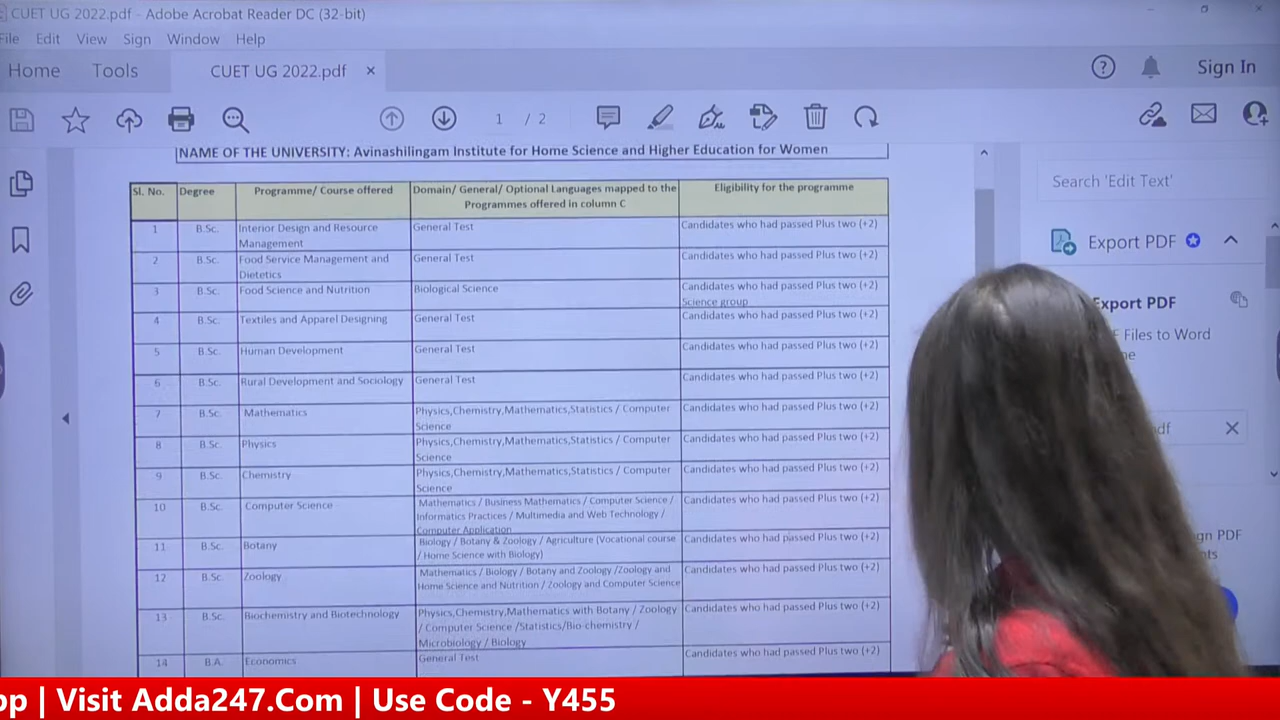 CUET UG 2022.pdf - Adobe Acrobat Reader DC (32-bit)
File Edit View Sign Window Help
Home Tools CUET UG 2022.pdf ×
Sign In
1 / 2
NAME OF THE UNIVERSITY: Avinashilingam Institute for Home Science and Higher Education for Women
Search 'Edit Text'
Sl. No. Degree Programme/ Course offered Domain/ General/ Optional Languages mapped to the Eligibility for the programme
Programmes offered in column C
1 B.Sc. Interior Design and Resource General Test Candidates who had passed Plus two (+2)
Management
Export PDF
2 B.Sc. Food Service Management and General Test Candidates who had passed Plus two (+2)
Dietetics
3 B.Sc. Food Science and Nutrition Biological Science Candidates who had passed Plus two (+2)
Science group
Export PDF
4 B.Sc. Textiles and Apparel Designing General Test Candidates who had passed Plus two (+2)
Files to Word
5 B.Sc. Human Development General Test Candidates who had passed Plus two (+2)
6 B.Sc. Rural Development and Sociology General Test Candidates who had passed Plus two (+2)
7 B.Sc. Mathematics Physics,Chemistry,Mathematics,Statistics / Computer Candidates who had passed Plus two (+2)
Science
8 B.Sc. Physics Physics,Chemistry,Mathematics,Statistics / Computer Candidates who had passed Plus two (+2)
Science
9 B.Sc. Chemistry Physics,Chemistry,Mathematics,Statistics / Computer Candidates who had passed Plus two (+2)
Science
10 B.Sc. Computer Science Mathematics / Business Mathematics / Computer Science / Candidates who had passed Plus two (+2)
Informatics Practices / Multimedia and Web Technology /
Computer Application
11 B.Sc. Botany Biology / Botany & Zoology / Agriculture (Vocational course Candidates who had passed Plus two (+2)
/ Home Science with Biology)
12 B.Sc. Zoology Mathematics / Biology / Botany and Zoology /Zoology and Candidates who had passed Plus two (+2)
Home Science and Nutrition / Zoology and Computer Science
13 B.Sc. Biochemistry and Biotechnology Physics,Chemistry,Mathematics with Botany / Zoology Candidates who had passed Plus two (+2)
/ Computer Science /Statistics/Bio-chemistry /
Microbiology / Biology
14 B.A. Economics General Test Candidates who had passed Plus two (+2)
PDF
| Visit Adda247.Com | Use Code - Y455